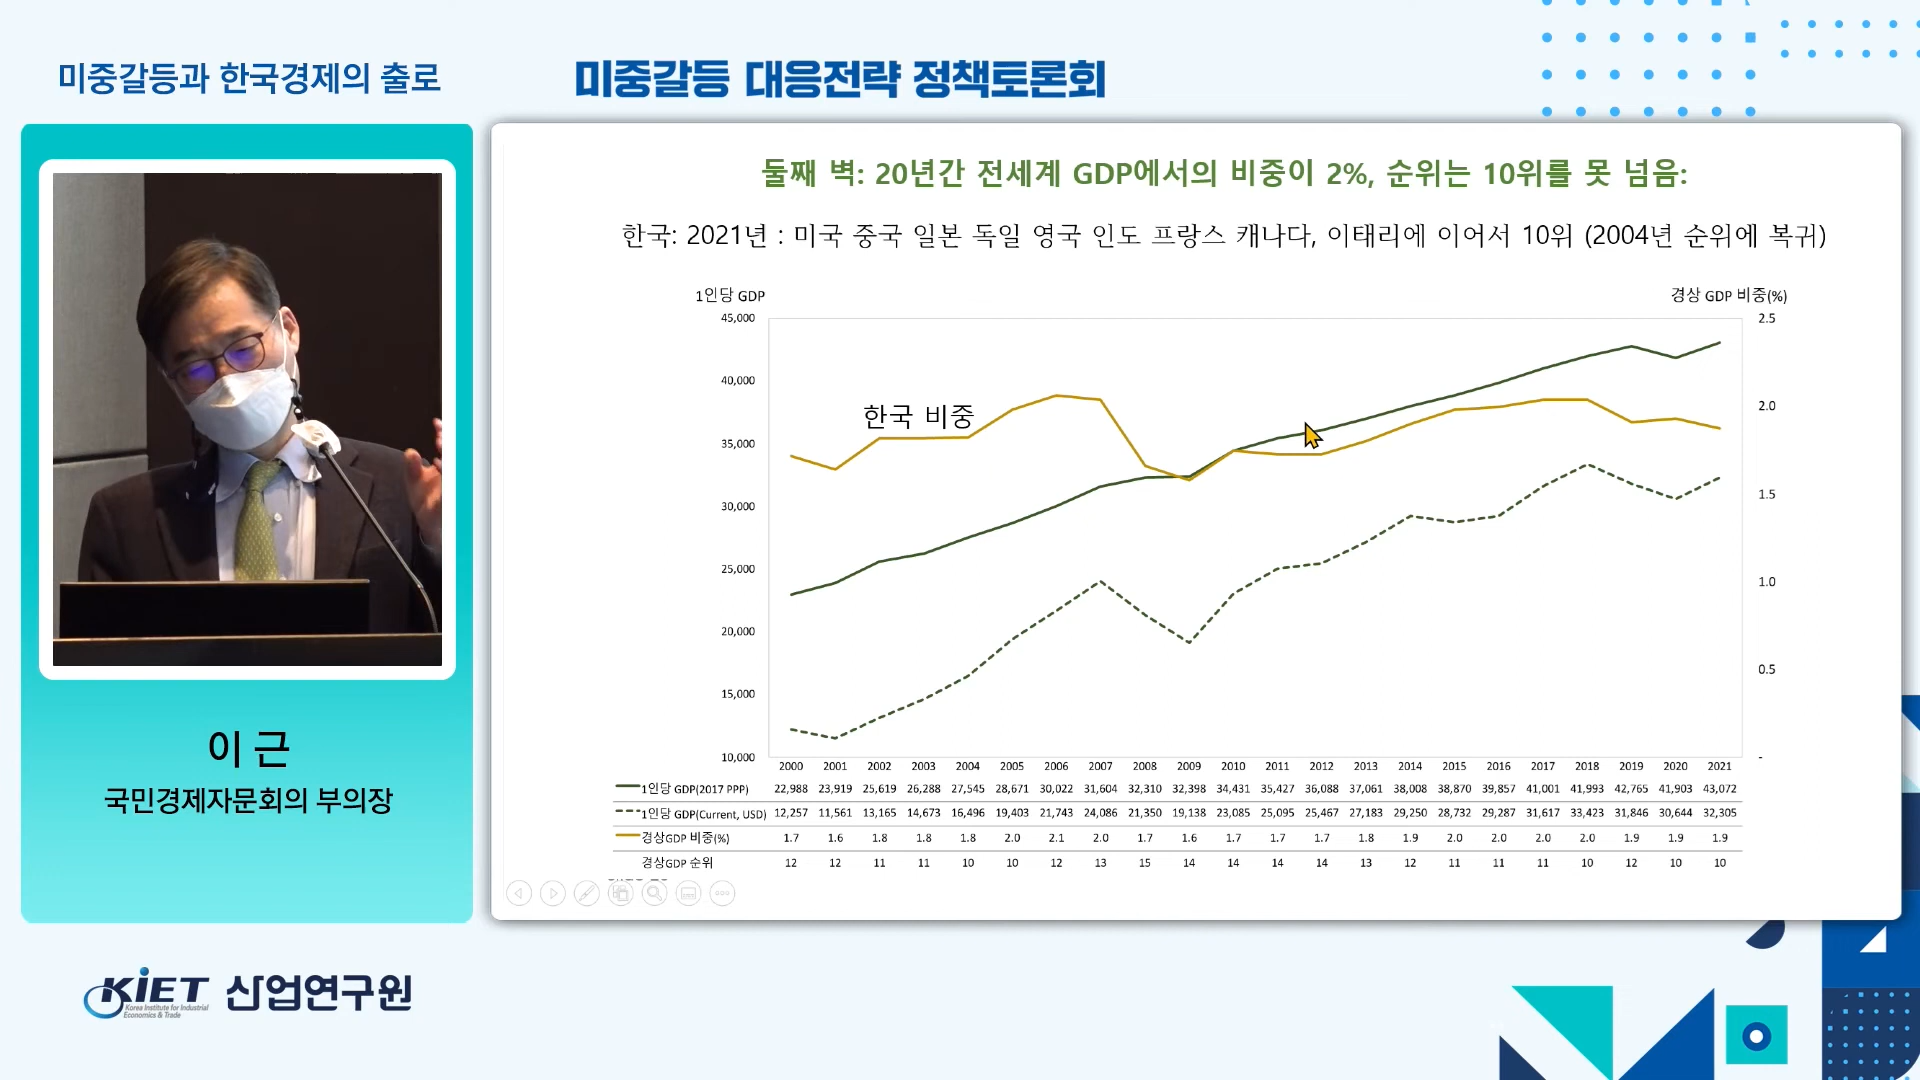 미중갈등과 한국경제의 출로
미중갈등 대응전략 정책토론회
이 근
국민경제자문회의 부의장
KIET 산업연구원
Korea Institute for Industrial
Economics & Trade
둘째 벽: 20년간 전세계 GDP에서의 비중이 2%, 순위는 10위를 못 넘음:
한국: 2021년 : 미국 중국 일본 독일 영국 인도 프랑스 캐나다, 이태리에 이어서 10위 (2004년 순위에 복귀)
1인당 GDP
경상 GDP 비중(%)
45,000
40,000
35,000
30,000
25,000
20,000
15,000
10,000
2.5
2.0
1.5
1.0
0.5
-
한국 비중
2000 2001 2002 2003 2004 2005 2006 2007 2008 2009 2010 2011 2012 2013 2014 2015 2016 2017 2018 2019 2020 2021
1인당 GDP(2017 PPP) 22,988 23,919 25,619 26,288 27,545 28,671 30,022 31,604 32,310 32,398 34,431 35,427 36,088 37,061 38,008 38,870 39,857 41,001 41,993 42,765 41,903 43,072
1인당 GDP(Current, USD) 12,257 11,561 13,165 14,673 16,496 19,403 21,743 24,086 21,350 19,138 23,085 25,095 25,467 27,183 29,250 28,732 29,287 31,617 33,423 31,846 30,644 32,305
경상GDP 비중(%) 1.7 1.6 1.8 1.8 1.8 2.0 2.1 2.0 1.7 1.6 1.7 1.7 1.7 1.8 1.9 2.0 2.0 2.0 2.0 1.9 1.9 1.9
경상GDP 순위 12 12 11 11 10 10 12 13 15 14 14 14 14 13 12 11 11 11 10 12 10 10